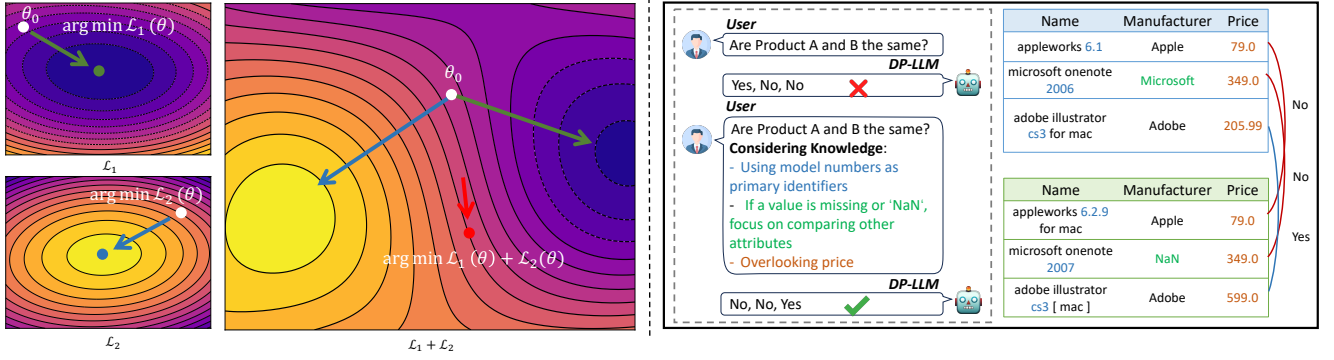 θ₀
arg min ℒ₁ (θ)
ℒ₁
arg min ℒ₂ (θ)
ℒ₂
θ₀
arg min ℒ₁ (θ) + ℒ₂(θ)
ℒ₁ + ℒ₂
User
Are Product A and B the same?
DP-LLM
Yes, No, No
User
Are Product A and B the same?
Considering Knowledge:
- Using model numbers as
primary identifiers
- If a value is missing or 'NaN',
focus on comparing other
attributes
- Overlooking price
DP-LLM
No, No, Yes
Name Manufacturer Price
appleworks 6.1 Apple 79.0
microsoft onenote
2006 Microsoft 349.0
adobe illustrator
cs3 for mac Adobe 205.99
Name Manufacturer Price
appleworks 6.2.9
for mac Apple 79.0
microsoft onenote
2007 NaN 349.0
adobe illustrator
cs3 [ mac ] Adobe 599.0
No
No
Yes